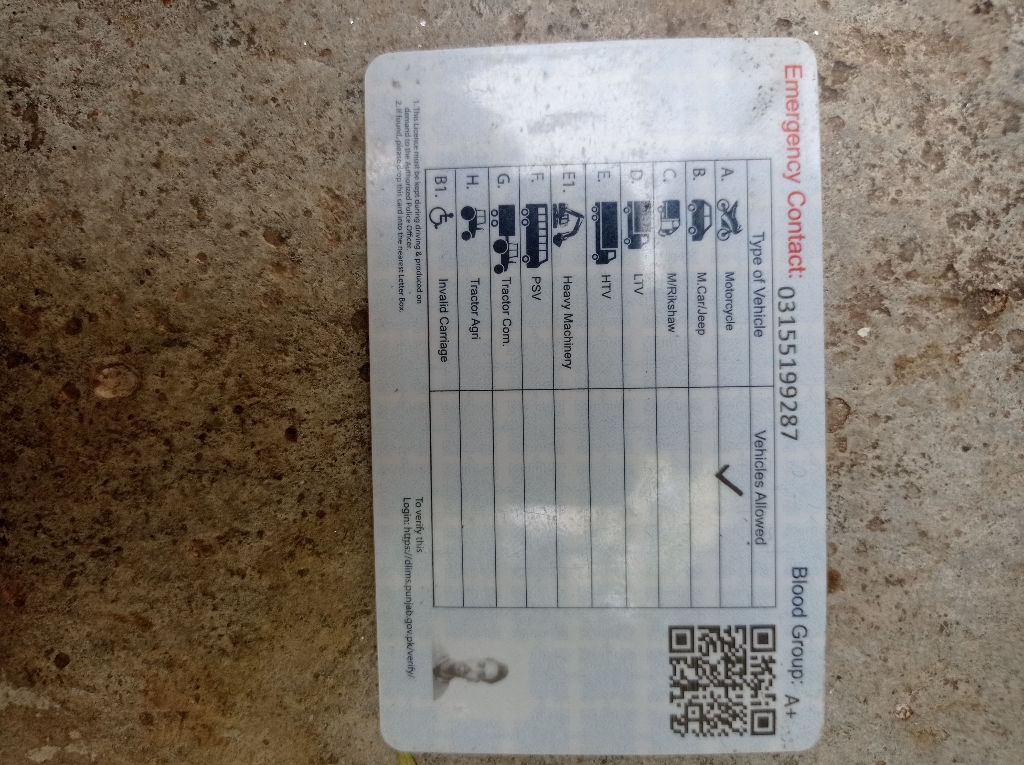 Emergency Contact: 03155199287 Blood Group: A+
Type of Vehicle Vehicles Allowed
A. Motorcycle ✓
B. M.Car/Jeep
C. M/Rikshaw
D. LTV
E. HTV
E1. Heavy Machinery
F. PSV
G. Tractor Com.
H. Tractor Agri
B1. Invalid Carriage
1. This Licence must be kept during driving & produced on
demand to the Authorized Police Officer.
2. If found, please drop this card into the nearest Letter Box.
To verify this
Login: https://dlims.punjab.gov.pk/verify/